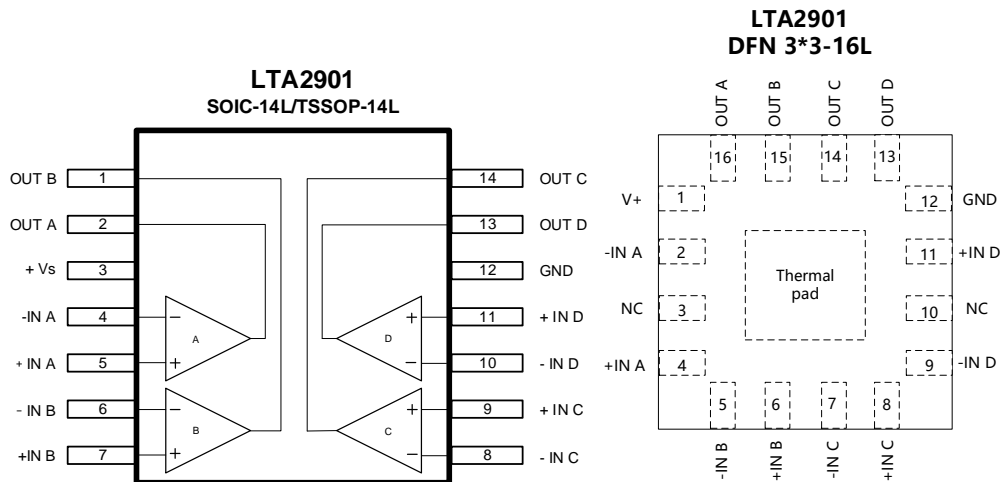 LTA2901
SOIC-14L/TSSOP-14L
OUT B 1
OUT A 2
+ Vs 3
-IN A 4
+ IN A 5
- IN B 6
+IN B 7
14 OUT C
13 OUT D
12 GND
11 + IN D
10 - IN D
9 + IN C
8 - IN C
− + A
− + B
+ − D
+ − C
LTA2901
DFN 3*3-16L
OUT A
OUT B
OUT C
OUT D
16 15 14 13
V+ 1
-IN A 2
NC 3
+IN A 4
12 GND
11 +IN D
10 NC
9 -IN D
Thermal
pad
5 6 7 8
-IN B
+IN B
-IN C
+IN C